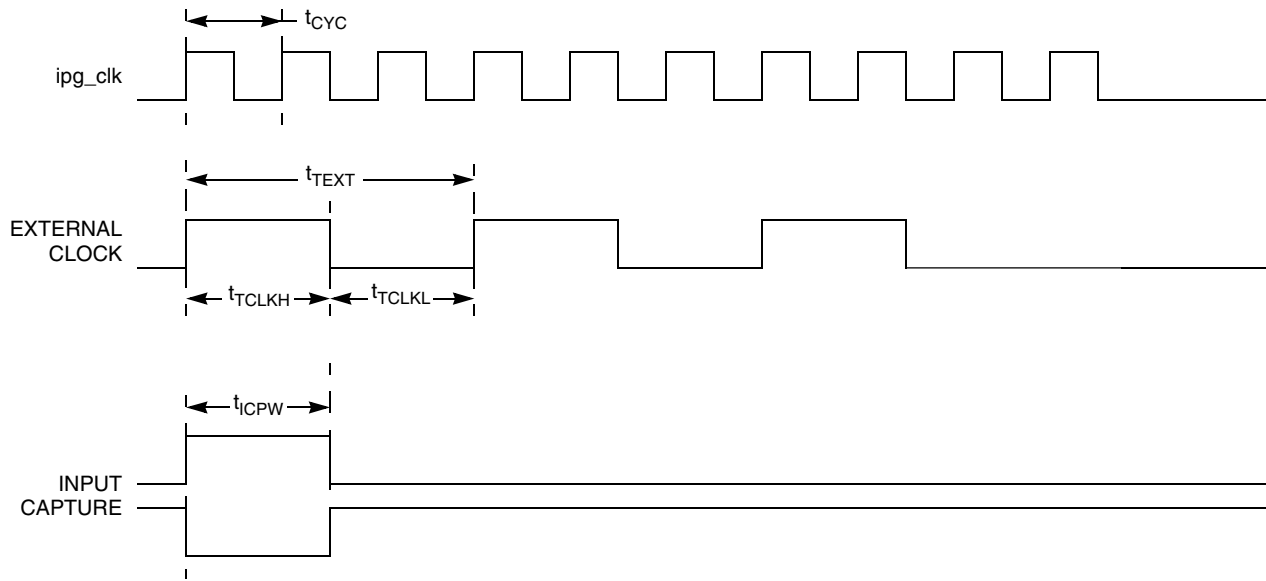 tCYC
ipg_clk
tTEXT
EXTERNAL
CLOCK
tTCLKH
tTCLKL
tICPW
INPUT
CAPTURE